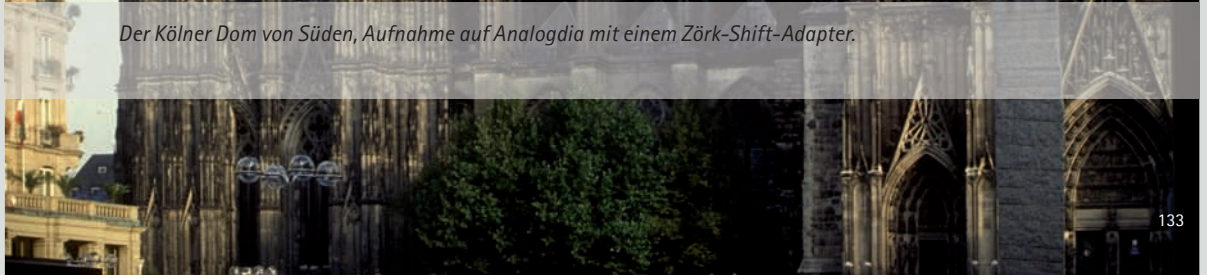 Der Kölner Dom von Süden, Aufnahme auf Analogdia mit einem Zörk-Shift-Adapter.
133